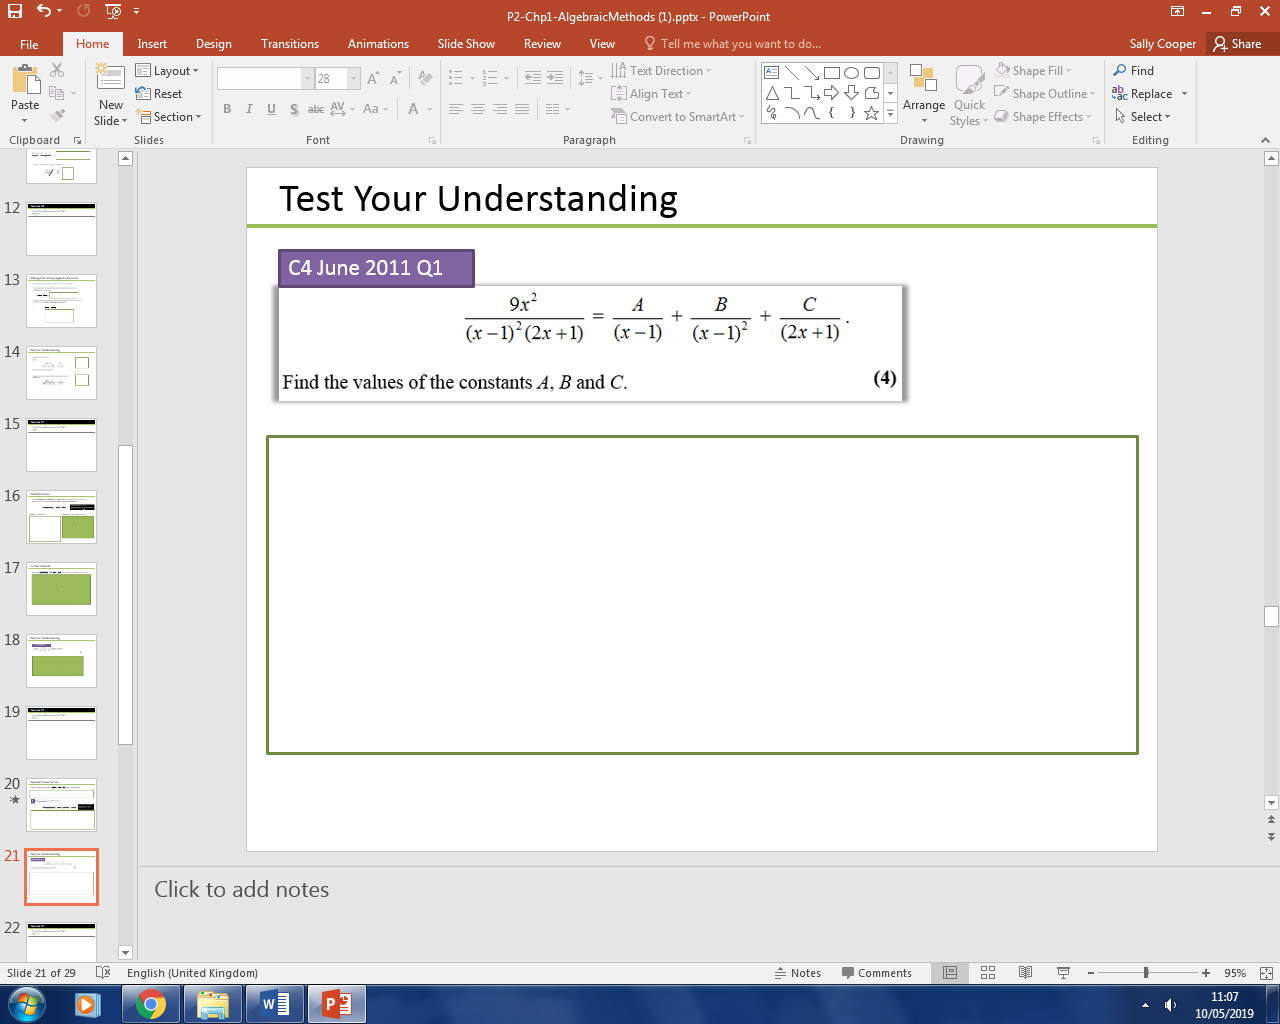 P2-Chp1-AlgebraicMethods (1).pptx - PowerPoint
File Home Insert Design Transitions Animations Slide Show Review View Tell me what you want to do... Sally Cooper Share
Paste
New Slide
Layout
Reset
Section
28
B I U S abc AV Aa A
Text Direction
Align Text
Convert to SmartArt
Arrange
Quick Styles
Shape Fill
Shape Outline
Shape Effects
Find
Replace
Select
Clipboard Slides Font Paragraph Drawing Editing
12
13
14
15
16
17
18
19
20
21
22
Test Your Understanding
C4 June 2011 Q1
9x²/((x−1)²(2x+1)) = A/(x−1) + B/(x−1)² + C/(2x+1).
Find the values of the constants A, B and C. (4)
Click to add notes
Slide 21 of 29 English (United Kingdom) Notes Comments 95%
11:07
10/05/2019